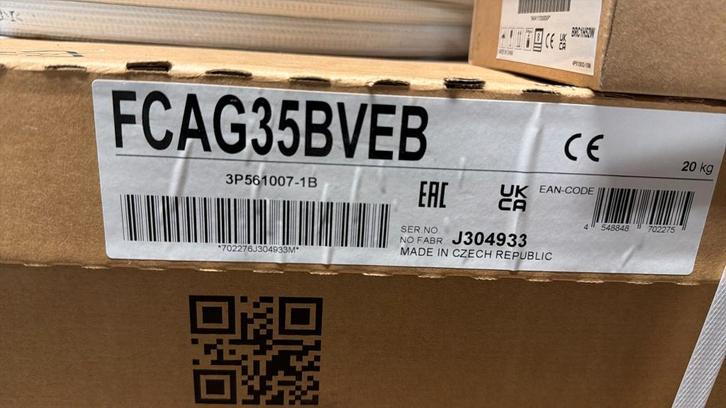 BRC1H52W
FCAG35BVEB
CE
20 kg
3P561007-1B
EAC
UK
CA
EAN-CODE
4 548848 702275
*702276J304933M*
SER NO
NO FABR. J304933
MADE IN CZECH REPUBLIC